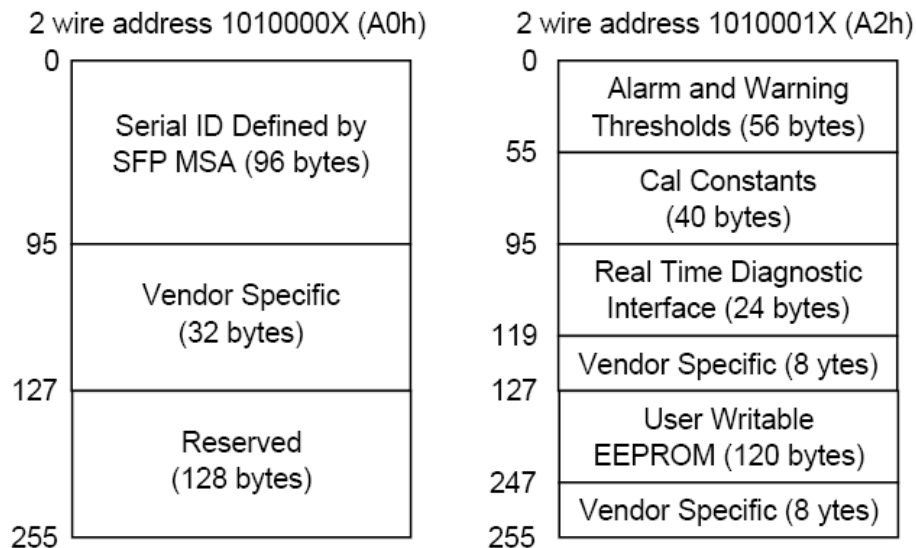 2 wire address 1010000X (A0h)
0
Serial ID Defined by
SFP MSA (96 bytes)
95
Vendor Specific
(32 bytes)
127
Reserved
(128 bytes)
255
2 wire address 1010001X (A2h)
0
Alarm and Warning
Thresholds (56 bytes)
55
Cal Constants
(40 bytes)
95
Real Time Diagnostic
Interface (24 bytes)
119
Vendor Specific (8 ytes)
127
User Writable
EEPROM (120 bytes)
247
Vendor Specific (8 ytes)
255